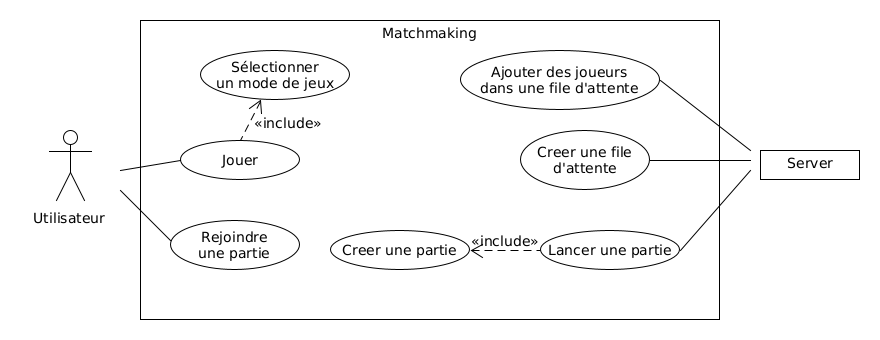 Matchmaking
Sélectionner
un mode de jeux
Ajouter des joueurs
dans une file d'attente
«include»
Jouer
Creer une file
d'attente
Server
Utilisateur
Rejoindre
une partie
Creer une partie
«include»
Lancer une partie